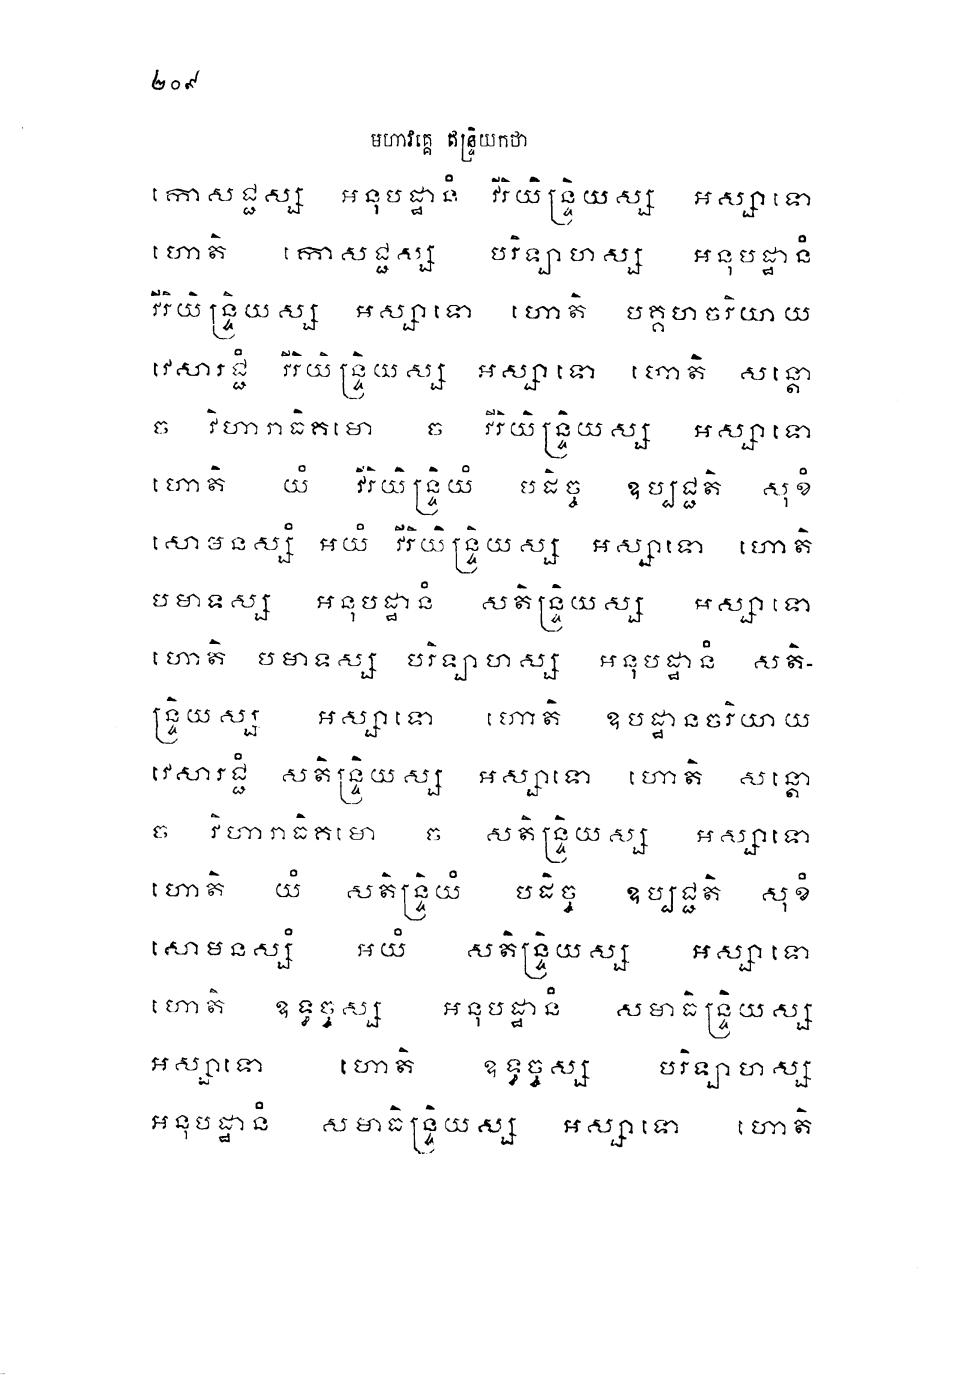 ២០៩
មហាវគ្គេ ឥន្ទ្រិយកថា
កោសជ្ជស្ស អនុបដ្ឋានំ វីរិយិន្ទ្រិយស្ស អស្សាទោ
ហោតិ កោសជ្ជស្ស បរិឡាហស្ស អនុបដ្ឋានំ
វីរិយិន្ទ្រិយស្ស អស្សាទោ ហោតិ បគ្គហចរិយាយ
វេសារជ្ជំ វីរិយិន្ទ្រិយស្ស អស្សាទោ ហោតិ សន្តោ
ច វិហារាធិគមោ ច វីរិយិន្ទ្រិយស្ស អស្សាទោ
ហោតិ យំ វីរិយិន្ទ្រិយំ បដិច្ច ឧប្បជ្ជតិ សុខំ
សោមនស្សំ អយំ វីរិយិន្ទ្រិយស្ស អស្សាទោ ហោតិ
បមាទស្ស អនុបដ្ឋានំ សតិន្ទ្រិយស្ស អស្សាទោ
ហោតិ បមាទស្ស បរិឡាហស្ស អនុបដ្ឋានំ សតិ-
ន្ទ្រិយស្ស អស្សាទោ ហោតិ ឧបដ្ឋានចរិយាយ
វេសារជ្ជំ សតិន្ទ្រិយស្ស អស្សាទោ ហោតិ សន្តោ
ច វិហារាធិគមោ ច សតិន្ទ្រិយស្ស អស្សាទោ
ហោតិ យំ សតិន្ទ្រិយំ បដិច្ច ឧប្បជ្ជតិ សុខំ
សោមនស្សំ អយំ សតិន្ទ្រិយស្ស អស្សាទោ
ហោតិ ឧទ្ធច្ចស្ស អនុបដ្ឋានំ សមាធិន្ទ្រិយស្ស
អស្សាទោ ហោតិ ឧទ្ធច្ចស្ស បរិឡាហស្ស
អនុបដ្ឋានំ សមាធិន្ទ្រិយស្ស អស្សាទោ ហោតិ